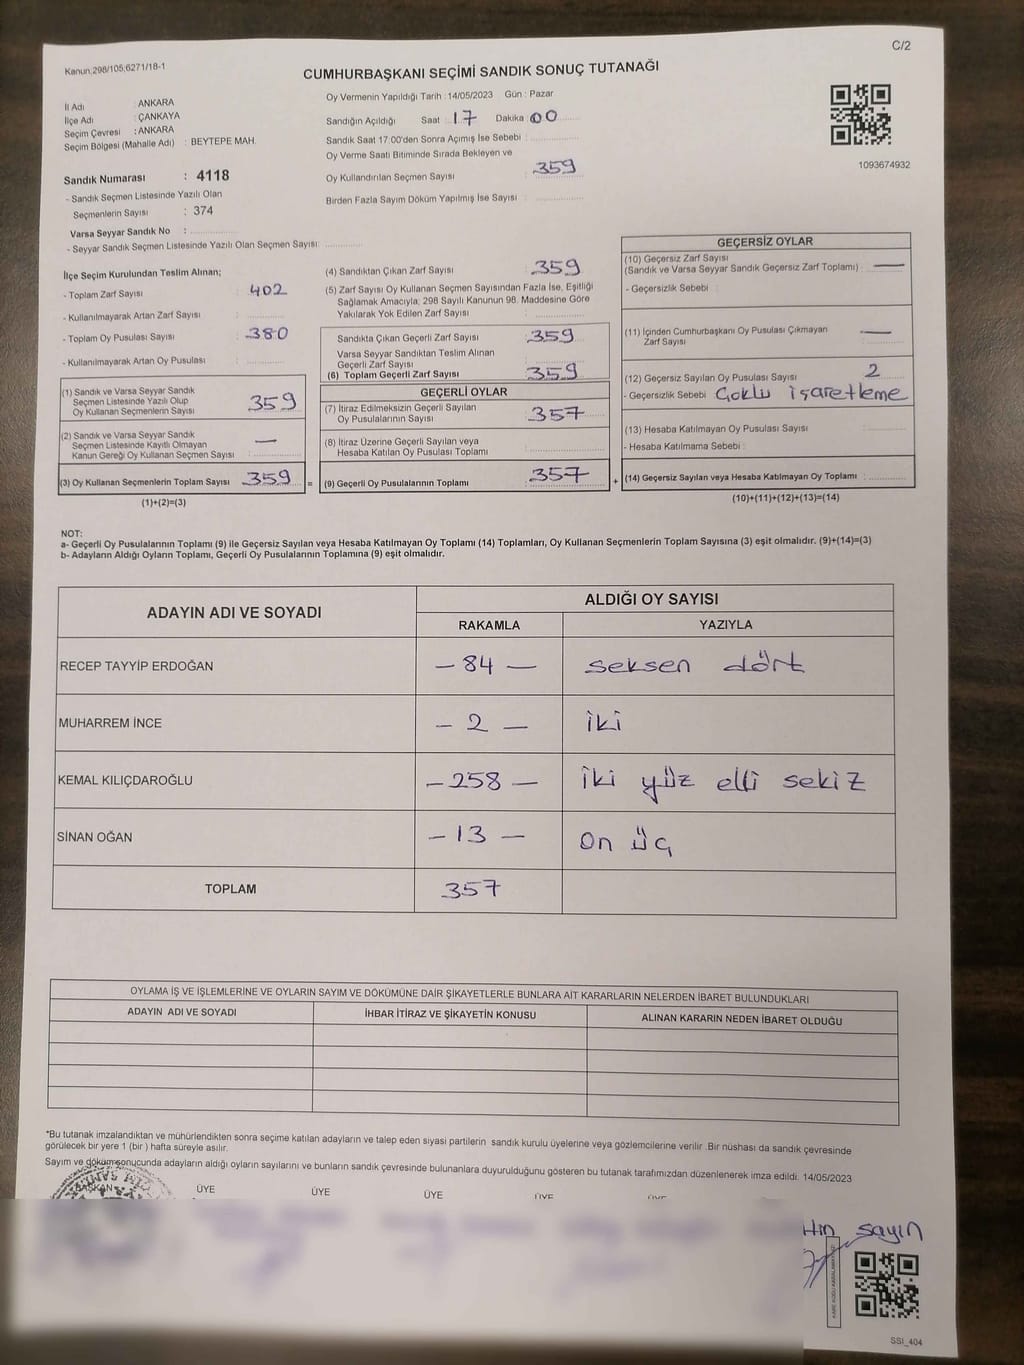 C/2
Kanun:298/105;6271/18-1
CUMHURBAŞKANI SEÇİMİ SANDIK SONUÇ TUTANAĞI
İl Adı : ANKARA
İlçe Adı : ÇANKAYA
Seçim Çevresi : ANKARA
Seçim Bölgesi (Mahalle Adı) : BEYTEPE MAH.
Sandık Numarası : 4118
- Sandık Seçmen Listesinde Yazılı Olan
Seçmenlerin Sayısı : 374
Varsa Seyyar Sandık No :
- Seyyar Sandık Seçmen Listesinde Yazılı Olan Seçmen Sayısı:
Oy Vermenin Yapıldığı Tarih : 14/05/2023 Gün : Pazar
Sandığın Açıldığı Saat : 17 Dakika : 00
Sandık Saat 17:00'den Sonra Açımış İse Sebebi :
Oy Verme Saati Bitiminde Sırada Bekleyen ve
Oy Kullandırılan Seçmen Sayısı : 359
Birden Fazla Sayım Döküm Yapılmış İse Sayısı :
1093674932
İlçe Seçim Kurulundan Teslim Alınan;
- Toplam Zarf Sayısı : 402
- Kullanılmayarak Artan Zarf Sayısı :
- Toplam Oy Pusulası Sayısı : 380
- Kullanılmayarak Artan Oy Pusulası :
(1) Sandık ve Varsa Seyyar Sandık
Seçmen Listesinde Yazılı Olup
Oy Kullanan Seçmenlerin Sayısı : 359
(2) Sandık ve Varsa Seyyar Sandık
Seçmen Listesinde Kayıtlı Olmayan
Kanun Gereği Oy Kullanan Seçmen Sayısı : —
(3) Oy Kullanan Seçmenlerin Toplam Sayısı : 359 =
(1)+(2)=(3)
(4) Sandıktan Çıkan Zarf Sayısı : 359
(5) Zarf Sayısı Oy Kullanan Seçmen Sayısından Fazla İse, Eşitliği
Sağlamak Amacıyla; 298 Sayılı Kanunun 98. Maddesine Göre
Yakılarak Yok Edilen Zarf Sayısı :
Sandıkta Çıkan Geçerli Zarf Sayısı : 359
Varsa Seyyar Sandıktan Teslim Alınan
Geçerli Zarf Sayısı :
(6) Toplam Geçerli Zarf Sayısı : 359
GEÇERLİ OYLAR
(7) İtiraz Edilmeksizin Geçerli Sayılan
Oy Pusulalarının Sayısı : 357
(8) İtiraz Üzerine Geçerli Sayılan veya
Hesaba Katılan Oy Pusulası Toplamı :
(9) Geçerli Oy Pusulalarının Toplamı : 357 +
GEÇERSİZ OYLAR
(10) Geçersiz Zarf Sayısı
(Sandık ve Varsa Seyyar Sandık Geçersiz Zarf Toplamı) : —
- Geçersizlik Sebebi :
(11) İçinden Cumhurbaşkanı Oy Pusulası Çıkmayan
Zarf Sayısı : —
(12) Geçersiz Sayılan Oy Pusulası Sayısı : 2
- Geçersizlik Sebebi : Çoklu işaretleme
(13) Hesaba Katılmayan Oy Pusulası Sayısı :
- Hesaba Katılmama Sebebi :
(14) Geçersiz Sayılan veya Hesaba Katılmayan Oy Toplamı :
(10)+(11)+(12)+(13)=(14)
NOT:
a- Geçerli Oy Pusulalarının Toplamı (9) ile Geçersiz Sayılan veya Hesaba Katılmayan Oy Toplamı (14) Toplamları, Oy Kullanan Seçmenlerin Toplam Sayısına (3) eşit olmalıdır. (9)+(14)=(3)
b- Adayların Aldığı Oyların Toplamı, Geçerli Oy Pusulalarının Toplamına (9) eşit olmalıdır.
ADAYIN ADI VE SOYADI ALDIĞI OY SAYISI
RAKAMLA YAZIYLA
RECEP TAYYİP ERDOĞAN – 84 – seksen dört
MUHARREM İNCE – 2 – iki
KEMAL KILIÇDAROĞLU – 258 – iki yüz elli sekiz
SİNAN OĞAN – 13 – on üç
TOPLAM 357
OYLAMA İŞ VE İŞLEMLERİNE VE OYLARIN SAYIM VE DÖKÜMÜNE DAİR ŞİKAYETLERLE BUNLARA AİT KARARLARIN NELERDEN İBARET BULUNDUKLARI
ADAYIN ADI VE SOYADI İHBAR İTİRAZ VE ŞİKAYETİN KONUSU ALINAN KARARIN NEDEN İBARET OLDUĞU
*Bu tutanak imzalandıktan ve mühürlendikten sonra seçime katılan adayların ve talep eden siyasi partilerin sandık kurulu üyelerine veya gözlemcilerine verilir. Bir nüshası da sandık çevresinde
görülecek bir yere 1 (bir ) hafta süreyle asılır.
Sayım ve döküm sonucunda adayların aldığı oyların sayılarını ve bunların sandık çevresinde bulunanlara duyurulduğunu gösteren bu tutanak tarafımızdan düzenlenerek imza edildi. 14/05/2023
BAŞKAN ÜYE ÜYE ÜYE ÜYE ÜYE
sayın
SSI_404